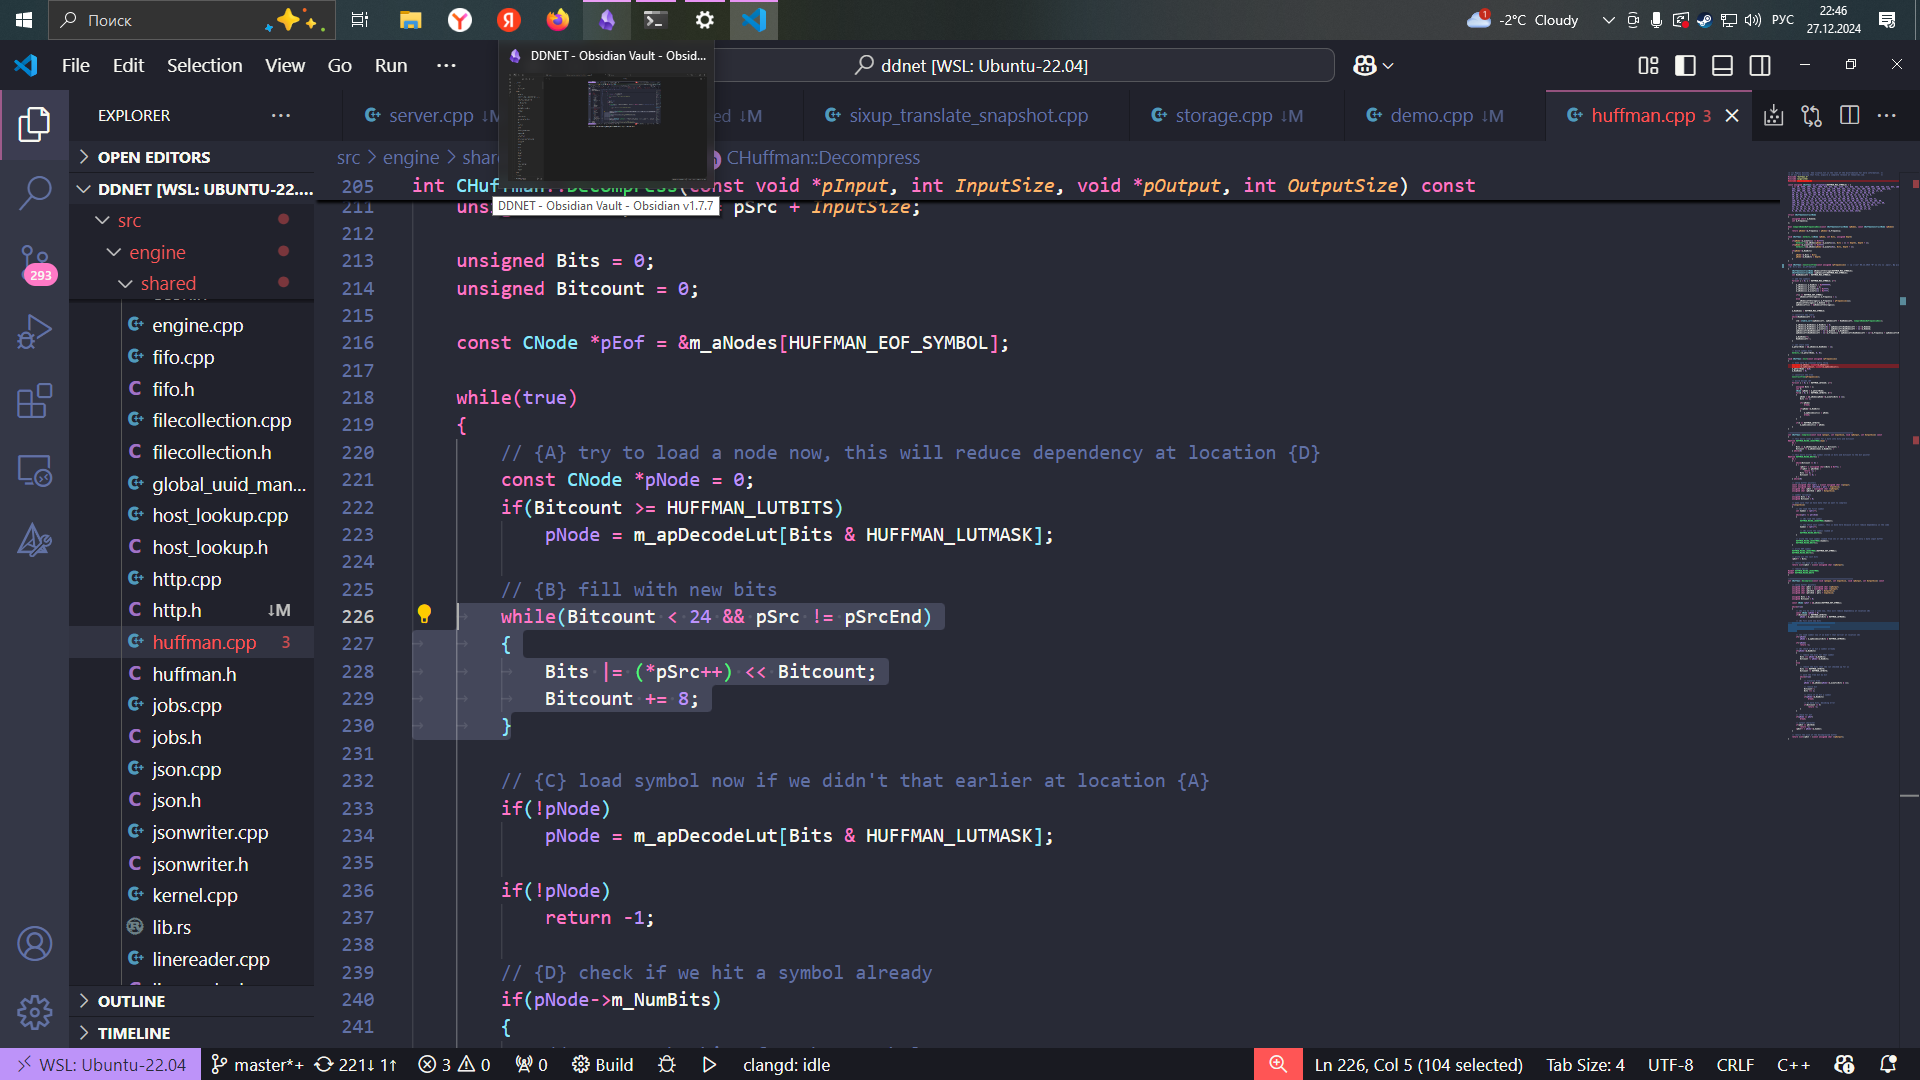 Поиск
-2°C Cloudy
РУС
22:46
27.12.2024
File Edit Selection View Go Run ...
ddnet [WSL: Ubuntu-22.04]
DDNET - Obsidian Vault - Obsid...
EXPLORER
server.cpp ↓M
ed ↓M
sixup_translate_snapshot.cpp
storage.cpp ↓M
demo.cpp ↓M
huffman.cpp 3
OPEN EDITORS
src > engine > shar
CHuffman::Decompress
DDNET [WSL: UBUNTU-22....
205 int CHuffman::Decompress(const void *pInput, int InputSize, void *pOutput, int OutputSize) const
DDNET - Obsidian Vault - Obsidian v1.7.7
src
engine
shared
engine.cpp
fifo.cpp
fifo.h
filecollection.cpp
filecollection.h
global_uuid_man...
host_lookup.cpp
host_lookup.h
http.cpp
http.h ↓M
huffman.cpp 3
huffman.h
jobs.cpp
jobs.h
json.cpp
json.h
jsonwriter.cpp
jsonwriter.h
kernel.cpp
lib.rs
linereader.cpp
OUTLINE
TIMELINE
293
211 uns pSrc + InputSize;
212
213 unsigned Bits = 0;
214 unsigned Bitcount = 0;
215
216 const CNode *pEof = &m_aNodes[HUFFMAN_EOF_SYMBOL];
217
218 while(true)
219 {
220 // {A} try to load a node now, this will reduce dependency at location {D}
221 const CNode *pNode = 0;
222 if(Bitcount >= HUFFMAN_LUTBITS)
223 pNode = m_apDecodeLut[Bits & HUFFMAN_LUTMASK];
224
225 // {B} fill with new bits
226 while(Bitcount < 24 && pSrc != pSrcEnd)
227 {
228 Bits |= (*pSrc++) << Bitcount;
229 Bitcount += 8;
230 }
231
232 // {C} load symbol now if we didn't that earlier at location {A}
233 if(!pNode)
234 pNode = m_apDecodeLut[Bits & HUFFMAN_LUTMASK];
235
236 if(!pNode)
237 return -1;
238
239 // {D} check if we hit a symbol already
240 if(pNode->m_NumBits)
241 {
WSL: Ubuntu-22.04 master*+ 221↓ 1↑ 3 0 0 Build clangd: idle
Ln 226, Col 5 (104 selected) Tab Size: 4 UTF-8 CRLF C++